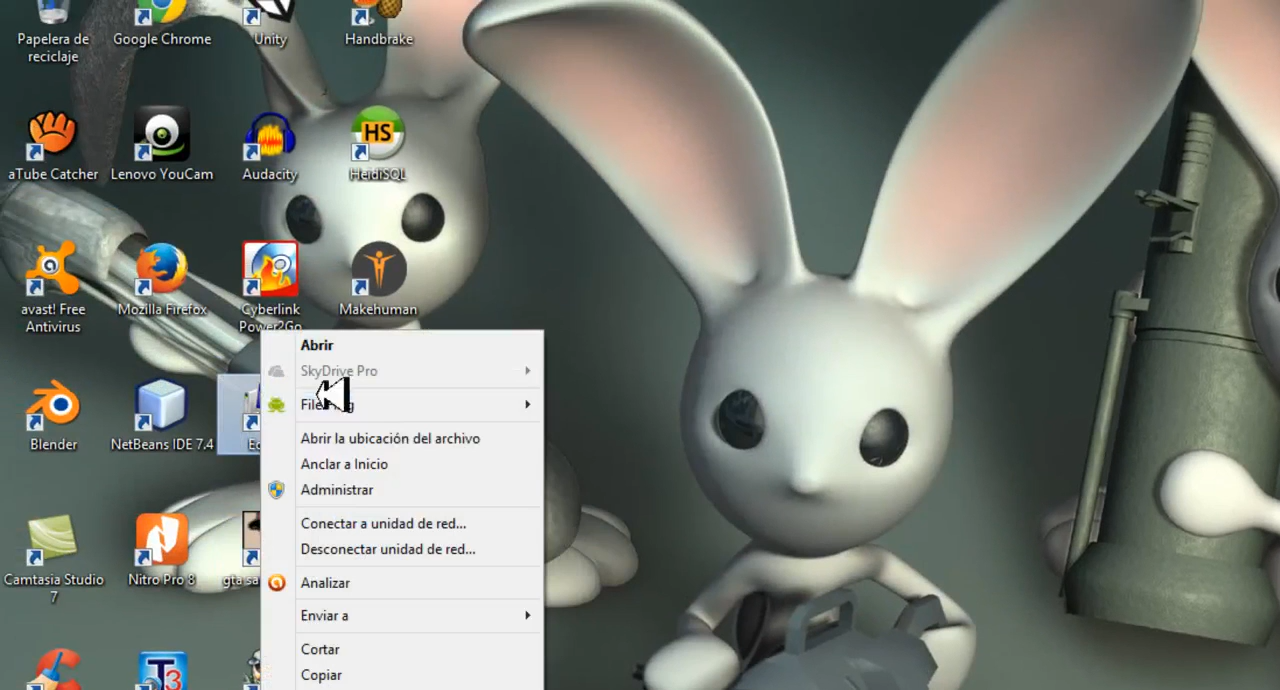 Papelera de
reciclaje
Google Chrome
Unity
Handbrake
aTube Catcher
Lenovo YouCam
Audacity
HS
HeidiSQL
avast! Free
Antivirus
Mozilla Firefox
Cyberlink
Power2Go
Makehuman
Blender
NetBeans IDE 7.4
Camtasia Studio
7
Nitro Pro 8
gta sa
T3
Abrir
SkyDrive Pro
Abrir la ubicación del archivo
Anclar a Inicio
Administrar
Conectar a unidad de red...
Desconectar unidad de red...
Analizar
Enviar a
Cortar
Copiar